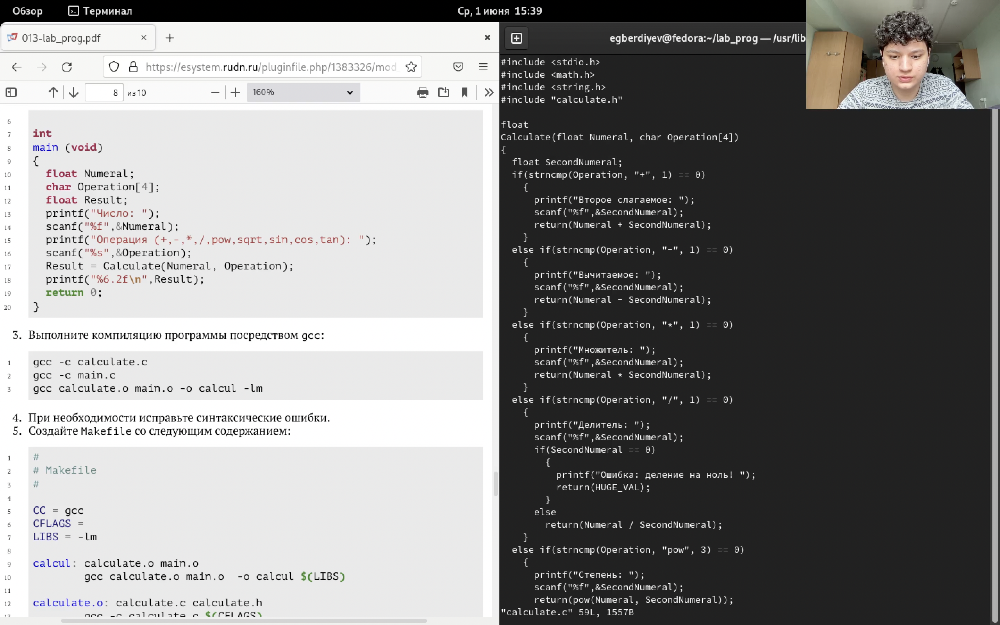 Обзор
Терминал
Ср, 1 июня 15:39
013-lab_prog.pdf
https://esystem.rudn.ru/pluginfile.php/1383326/mod_
8 из 10
160%
6
7 int
8 main (void)
9 {
10 float Numeral;
11 char Operation[4];
12 float Result;
13 printf("Число: ");
14 scanf("%f",&Numeral);
15 printf("Операция (+,-,*,/,pow,sqrt,sin,cos,tan): ");
16 scanf("%s",&Operation);
17 Result = Calculate(Numeral, Operation);
18 printf("%6.2f\n",Result);
19 return 0;
20 }
3. Выполните компиляцию программы посредством gcc:
1 gcc -c calculate.c
2 gcc -c main.c
3 gcc calculate.o main.o -o calcul -lm
4. При необходимости исправьте синтаксические ошибки.
5. Создайте Makefile со следующим содержанием:
1 #
2 # Makefile
3 #
4
5 CC = gcc
6 CFLAGS =
7 LIBS = -lm
8
9 calcul: calculate.o main.o
10 gcc calculate.o main.o -o calcul $(LIBS)
11
12 calculate.o: calculate.c calculate.h
13 gcc -c calculate.c $(CFLAGS)
egberdiyev@fedora:~/lab_prog — /usr/lib
#include <stdio.h>
#include <math.h>
#include <string.h>
#include "calculate.h"
float
Calculate(float Numeral, char Operation[4])
{
float SecondNumeral;
if(strncmp(Operation, "+", 1) == 0)
{
printf("Второе слагаемое: ");
scanf("%f",&SecondNumeral);
return(Numeral + SecondNumeral);
}
else if(strncmp(Operation, "-", 1) == 0)
{
printf("Вычитаемое: ");
scanf("%f",&SecondNumeral);
return(Numeral - SecondNumeral);
}
else if(strncmp(Operation, "*", 1) == 0)
{
printf("Множитель: ");
scanf("%f",&SecondNumeral);
return(Numeral * SecondNumeral);
}
else if(strncmp(Operation, "/", 1) == 0)
{
printf("Делитель: ");
scanf("%f",&SecondNumeral);
if(SecondNumeral == 0)
{
printf("Ошибка: деление на ноль! ");
return(HUGE_VAL);
}
else
return(Numeral / SecondNumeral);
}
else if(strncmp(Operation, "pow", 3) == 0)
{
printf("Степень: ");
scanf("%f",&SecondNumeral);
return(pow(Numeral, SecondNumeral));
"calculate.c" 59L, 1557B